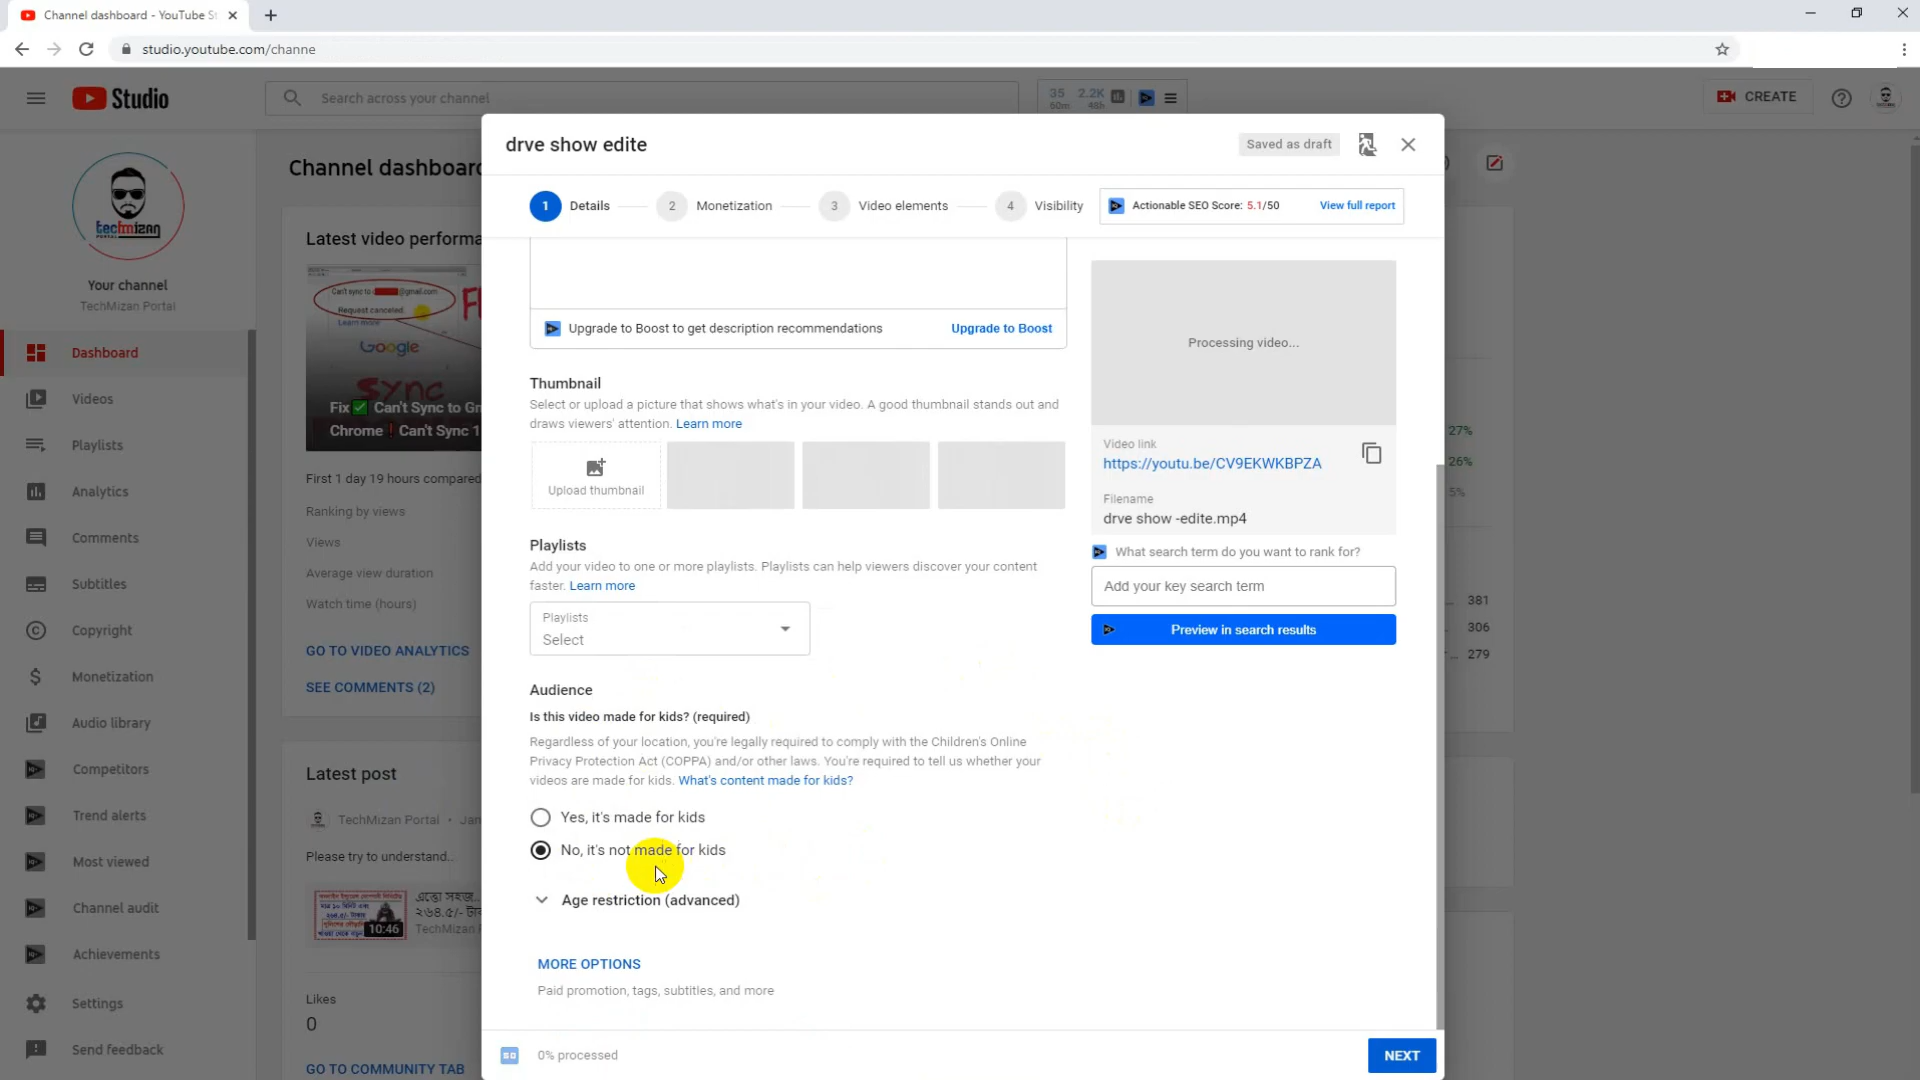 Channel dashboard - YouTube St
studio.youtube.com/channe
Studio
Search across your channel
35 2.2K
60m 48h
CREATE
drve show edite
Saved as draft
1 Details
2 Monetization
3 Video elements
4 Visibility
Actionable SEO Score: 5.1/50
View full report
techmizan
Your channel
TechMizan Portal
Dashboard
Videos
Playlists
Analytics
Comments
Subtitles
Copyright
Monetization
Audio library
Competitors
Trend alerts
Most viewed
Channel audit
Achievements
Settings
Send feedback
Channel dashboard
Latest video performa
Can't sync to
@gmail.com
Request canceled.
Learn more
Google
SYNC
Fix✅ Can't Sync to Gm
Chrome❗Can't Sync 1
First 1 day 19 hours compared
Ranking by views
Views
Average view duration
Watch time (hours)
GO TO VIDEO ANALYTICS
SEE COMMENTS (2)
Latest post
TechMizan Portal • Jan
Please try to understand..
10:46
এত্তো সহজ..
২৬৪.৫/- টাক
TechMizan P
Likes
0
GO TO COMMUNITY TAB
Upgrade to Boost to get description recommendations
Upgrade to Boost
Thumbnail
Select or upload a picture that shows what's in your video. A good thumbnail stands out and
draws viewers' attention. Learn more
Upload thumbnail
Playlists
Add your video to one or more playlists. Playlists can help viewers discover your content
faster. Learn more
Playlists
Select
Audience
Is this video made for kids? (required)
Regardless of your location, you're legally required to comply with the Children's Online
Privacy Protection Act (COPPA) and/or other laws. You're required to tell us whether your
videos are made for kids. What's content made for kids?
Yes, it's made for kids
No, it's not made for kids
Age restriction (advanced)
MORE OPTIONS
Paid promotion, tags, subtitles, and more
SD
0% processed
NEXT
Processing video...
Video link
https://youtu.be/CV9EKWKBPZA
Filename
drve show -edite.mp4
What search term do you want to rank for?
Add your key search term
Preview in search results
27%
26%
5%
381
306
279